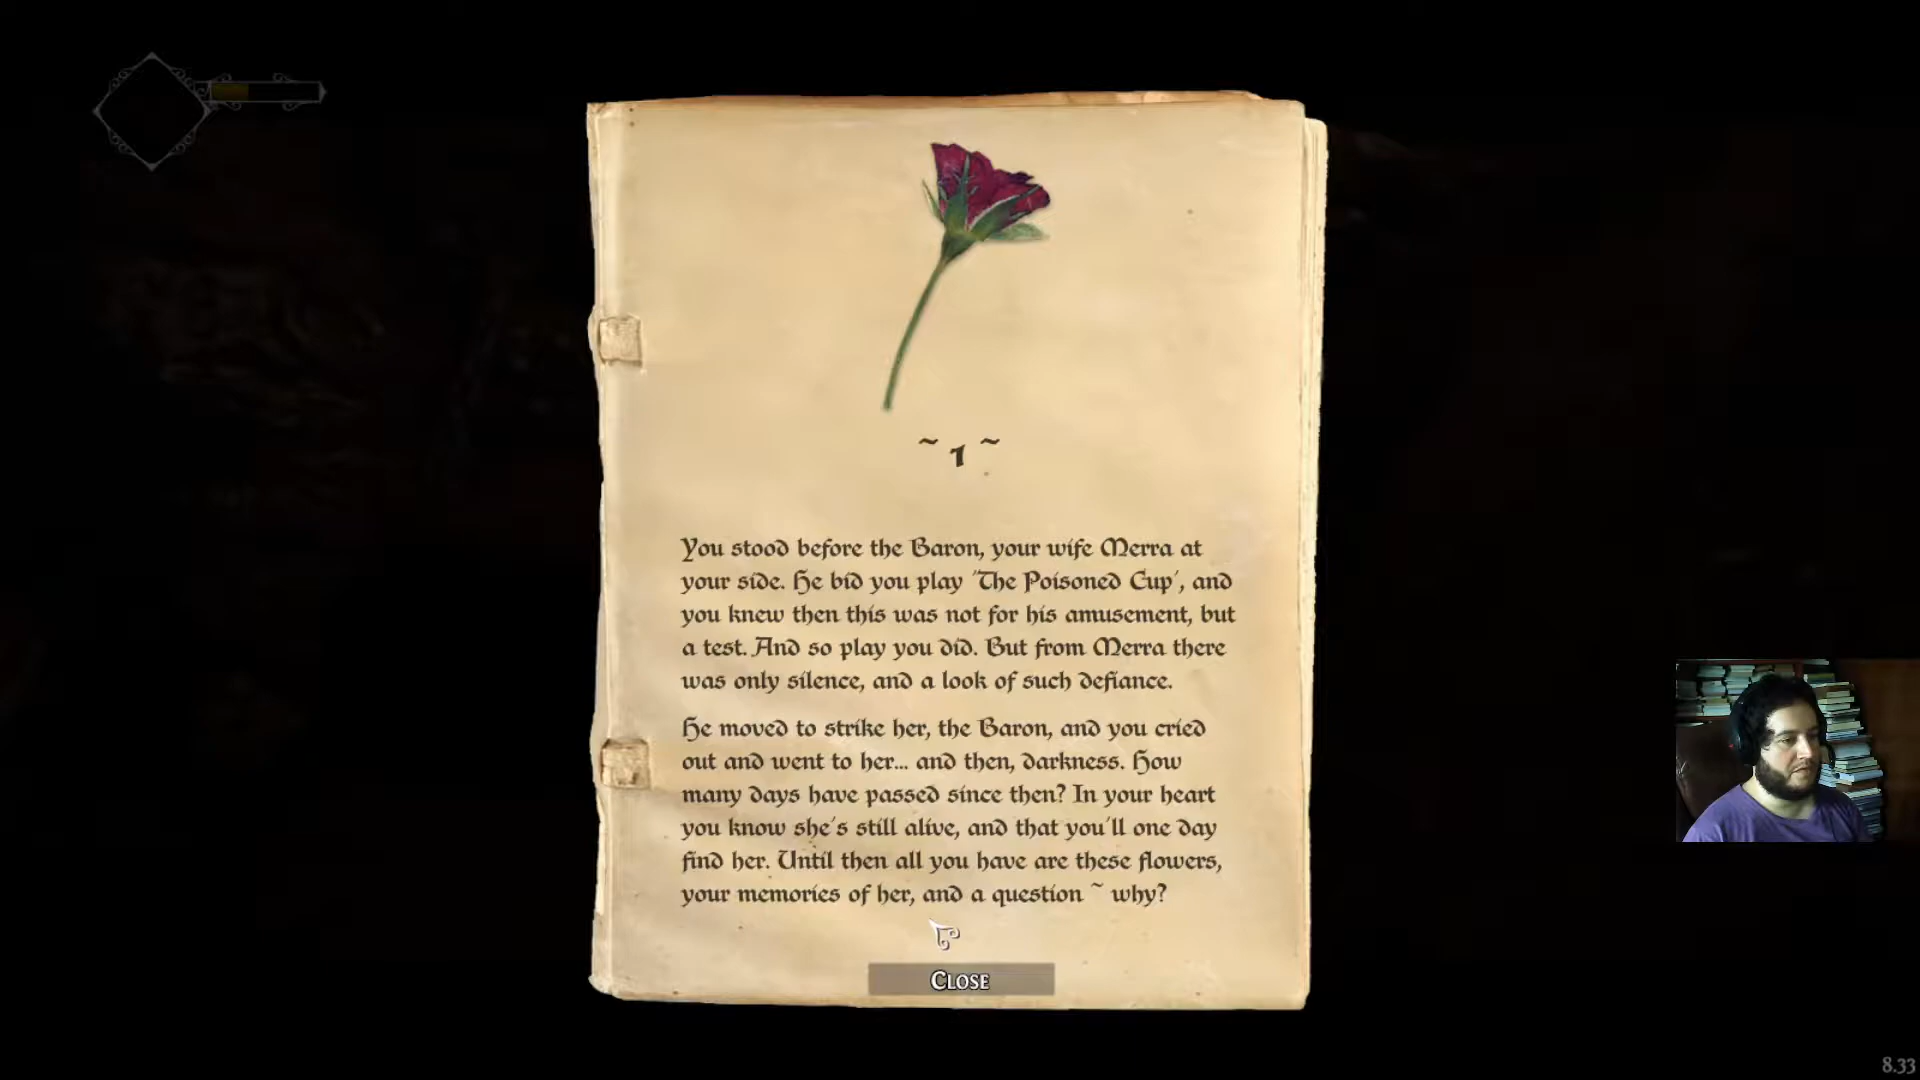 ~ 1 ~
You stood before the Baron, your wife Merra at
your side. He bid you play 'The Poisoned Cup', and
you knew then this was not for his amusement, but
a test. And so play you did. But from Merra there
was only silence, and a look of such defiance.
He moved to strike her, the Baron, and you cried
out and went to her... and then, darkness. How
many days have passed since then? In your heart
you know she's still alive, and that you'll one day
find her. Until then all you have are these flowers,
your memories of her, and a question ~ why?
Close
8.33